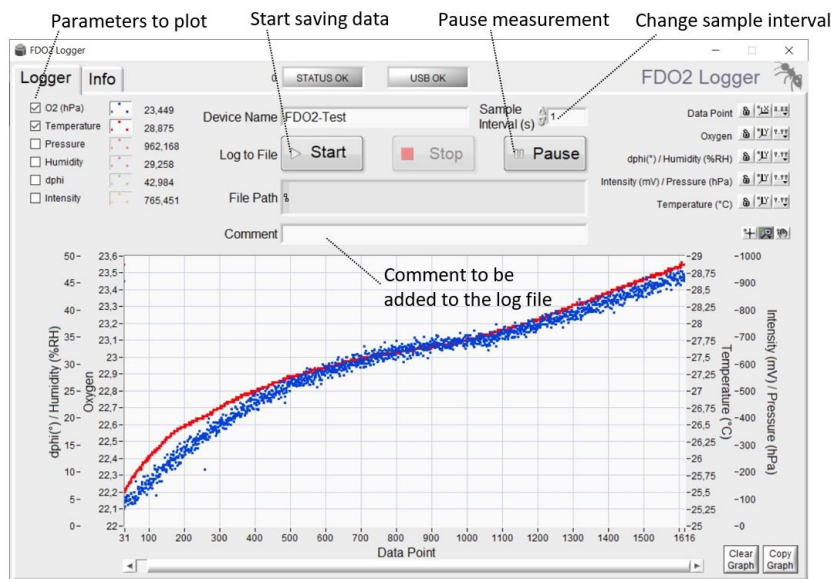 Parameters to plot
Start saving data
Pause measurement
Change sample interval
FDO2 Logger
Logger
Info
0
STATUS OK
USB OK
FDO2 Logger
O2 (hPa) 23,449
Temperature 28,875
Pressure 962,168
Humidity 29,258
dphi 42,984
Intensity 765,451
Device Name
FDO2-Test
Sample
Interval (s)
1
Log to File
Start
Stop
Pause
File Path
%
Comment
Data Point
Oxygen
dphi(°) / Humidity (%RH)
Intensity (mV) / Pressure (hPa)
Temperature (°C)
Comment to be
added to the log file
50-
45-
40-
35-
30-
25-
20-
15-
10-
5-
0-
dphi(°) / Humidity (%RH)
23,6-
23,5-
23,4-
23,3-
23,2-
23,1-
23-
22,9-
22,8-
22,7-
22,6-
22,5-
22,4-
22,3-
22,2-
22,1-
22-
Oxygen
-29
-28,75
-28,5
-28,25
-28
-27,75
-27,5
-27,25
-27
-26,75
-26,5
-26,25
-26
-25,75
-25,5
-25,25
-25
Temperature (°C)
-1000
-900
-800
-700
-600
-500
-400
-300
-200
-100
-0
Intensity (mV) / Pressure (hPa)
31 100 200 300 400 500 600 700 800 900 1000 1100 1200 1300 1400 1500 1616
Data Point
Clear
Graph
Copy
Graph